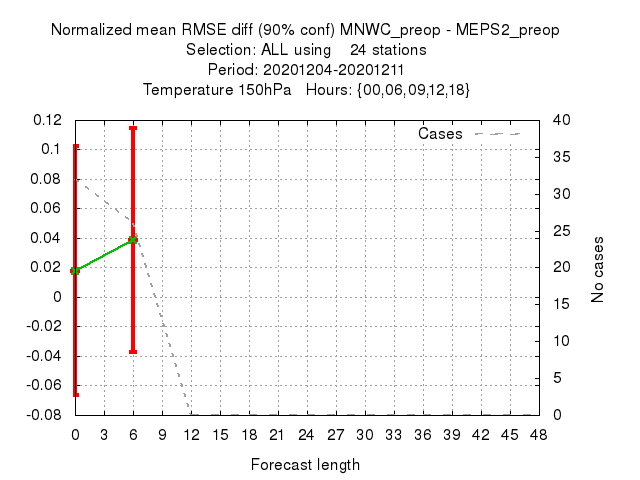 Normalized mean RMSE diff (90% conf) MNWC_preop - MEPS2_preop
Selection: ALL using    24 stations
Period: 20201204-20201211
Temperature 150hPa   Hours: {00,06,09,12,18}
Cases
0.12
0.1
0.08
0.06
0.04
0.02
0
-0.02
-0.04
-0.06
-0.08
40
35
30
25
20
15
10
5
0
No cases
0 3 6 9 12 15 18 21 24 27 30 33 36 39 42 45 48
Forecast length